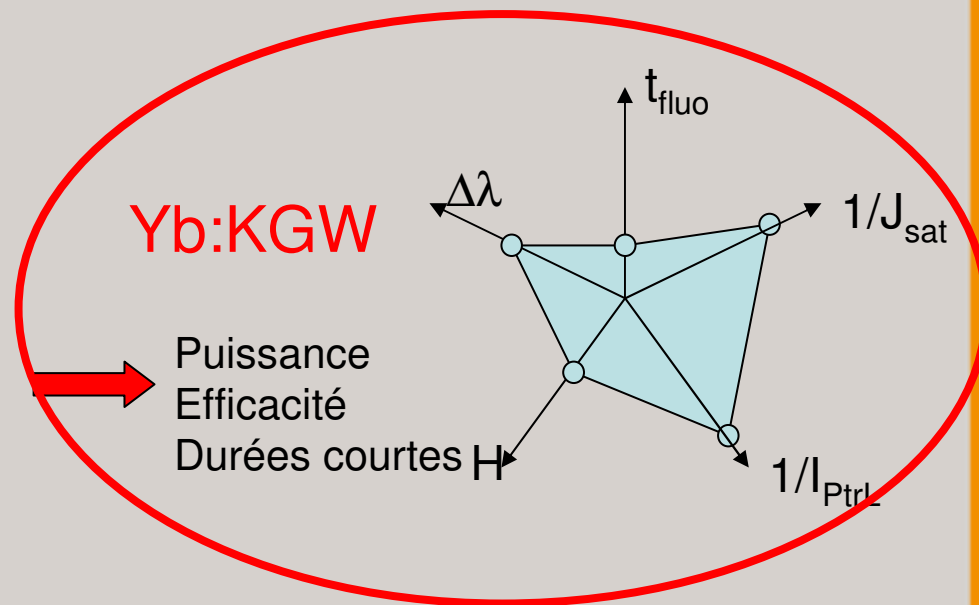 t_fluo
Δλ
Yb:KGW
1/J_sat
Puissance
Efficacité
Durées courtes
H
1/I_PtrL